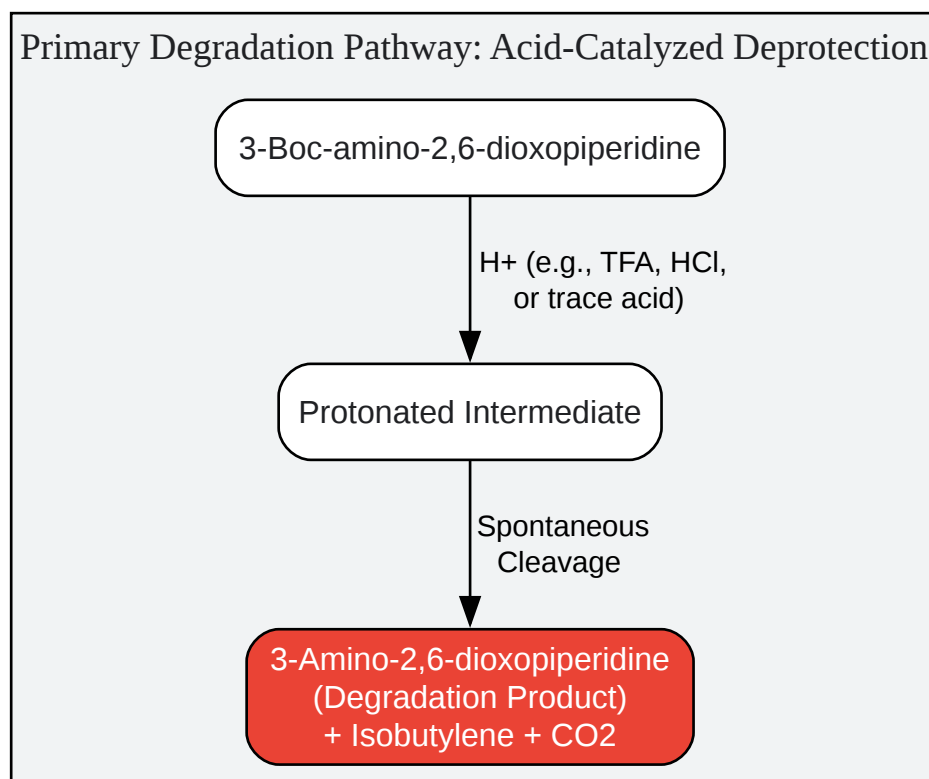 Primary Degradation Pathway: Acid-Catalyzed Deprotection
3-Boc-amino-2,6-dioxopiperidine
H+ (e.g., TFA, HCl,
or trace acid)
Protonated Intermediate
Spontaneous
Cleavage
3-Amino-2,6-dioxopiperidine
(Degradation Product)
+ Isobutylene + CO2